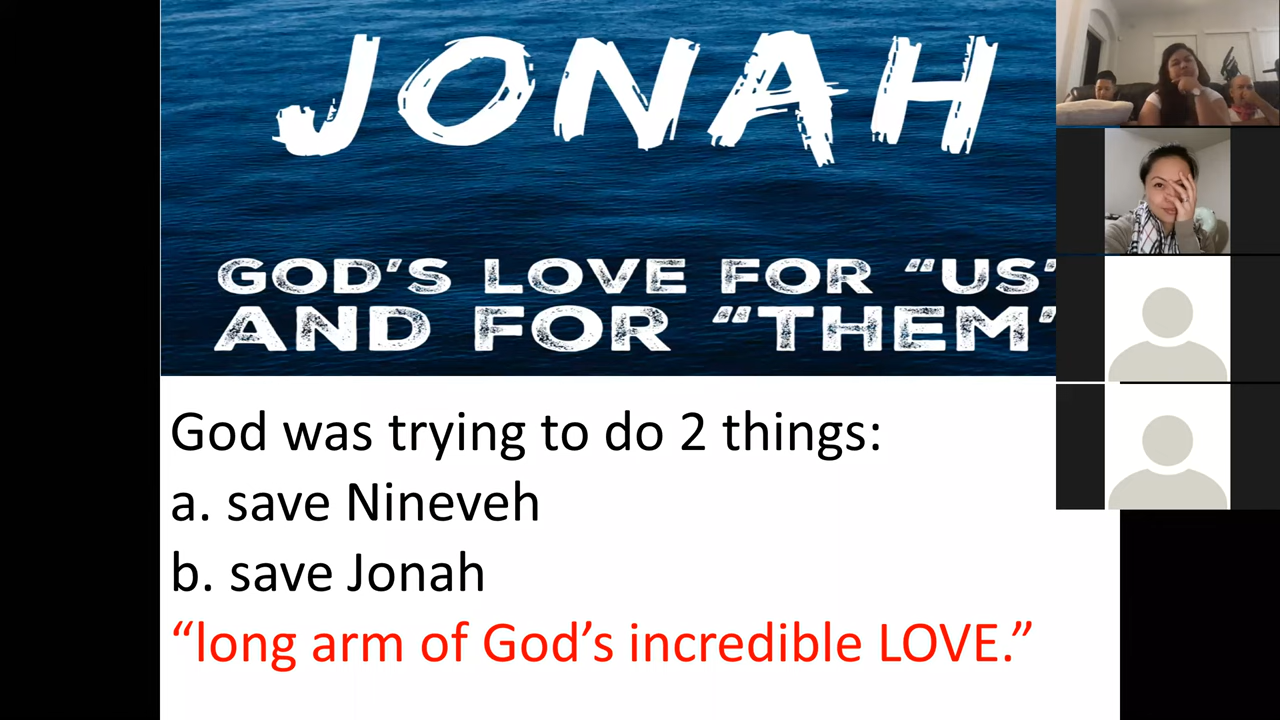 JONAH
GOD'S LOVE FOR “US”
AND FOR “THEM”
God was trying to do 2 things:
a. save Nineveh
b. save Jonah
“long arm of God’s incredible LOVE.”